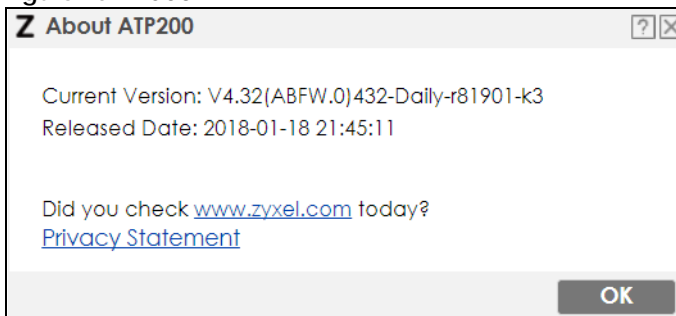 Z About ATP200
Current Version: V4.32(ABFW.0)432-Daily-r81901-k3
Released Date: 2018-01-18 21:45:11
Did you check www.zyxel.com today?
Privacy Statement
OK